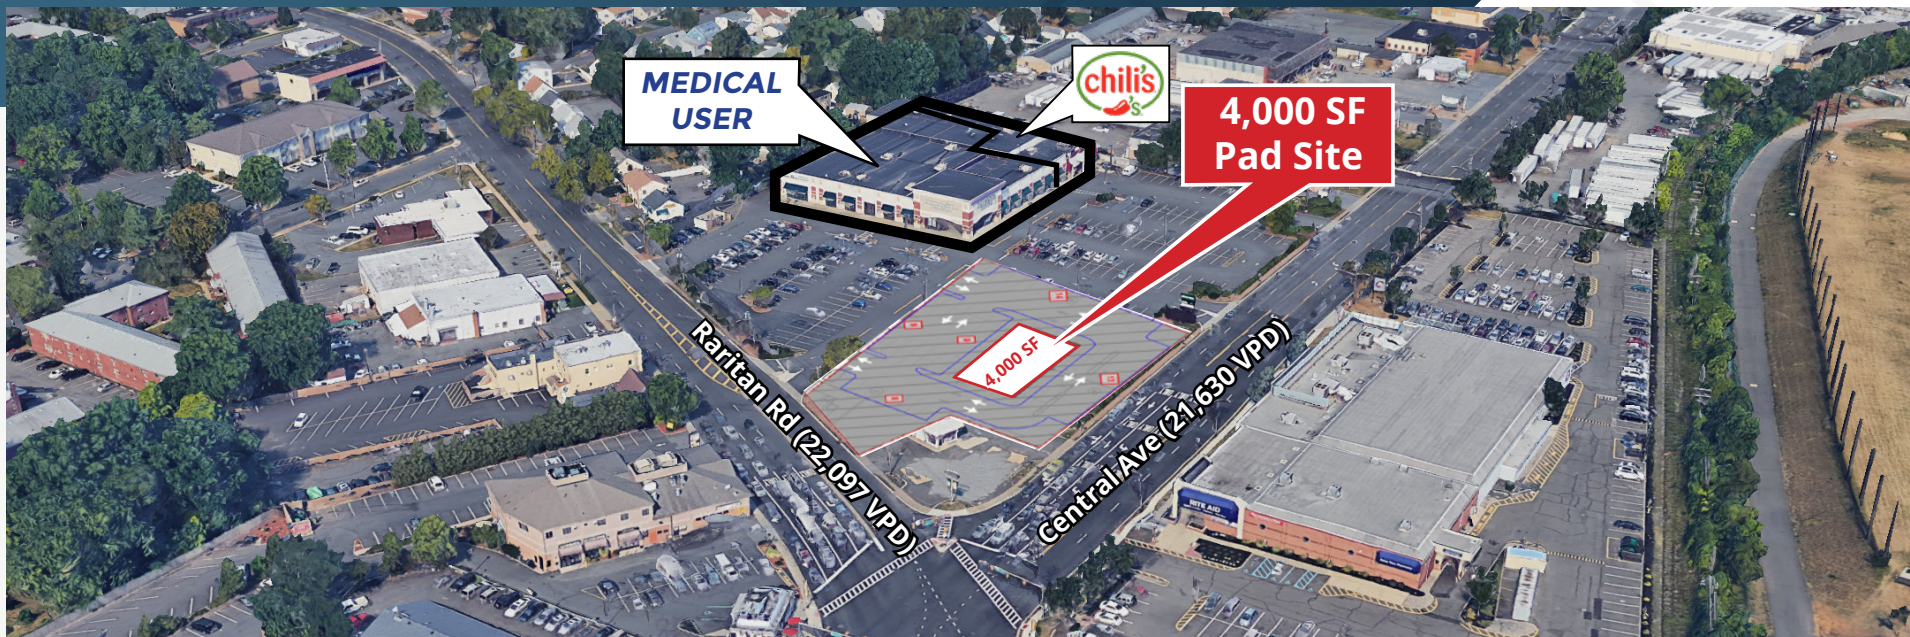 MEDICAL
USER
chili's
4,000 SF
Pad Site
4,000 SF
Raritan Rd (22,097 VPD)
Central Ave (21,630 VPD)
RITE AID